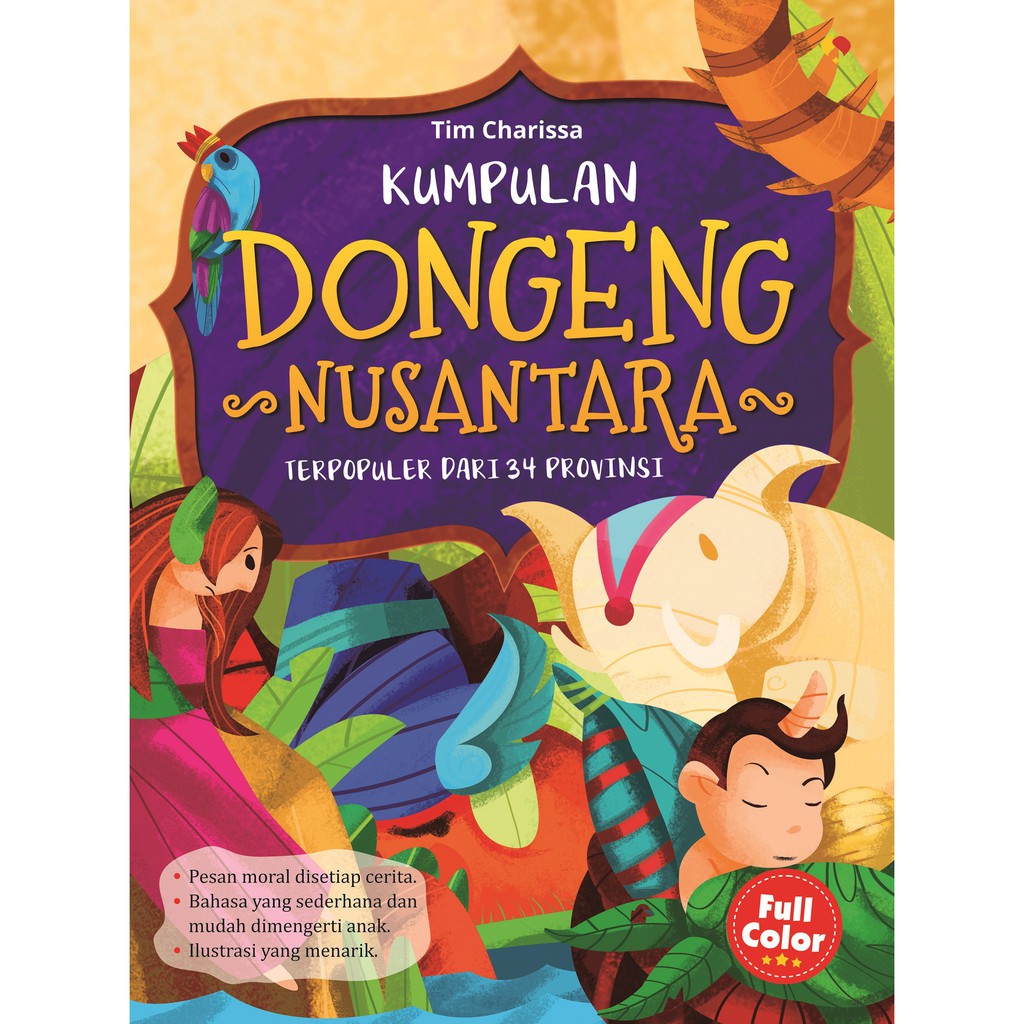 Tim Charissa
KUMPULAN
DONGENG
NUSANTARA
TERPOPULER DARI 34 PROVINSI
• Pesan moral disetiap cerita.
• Bahasa yang sederhana dan
mudah dimengerti anak.
• Ilustrasi yang menarik.
Full
Color